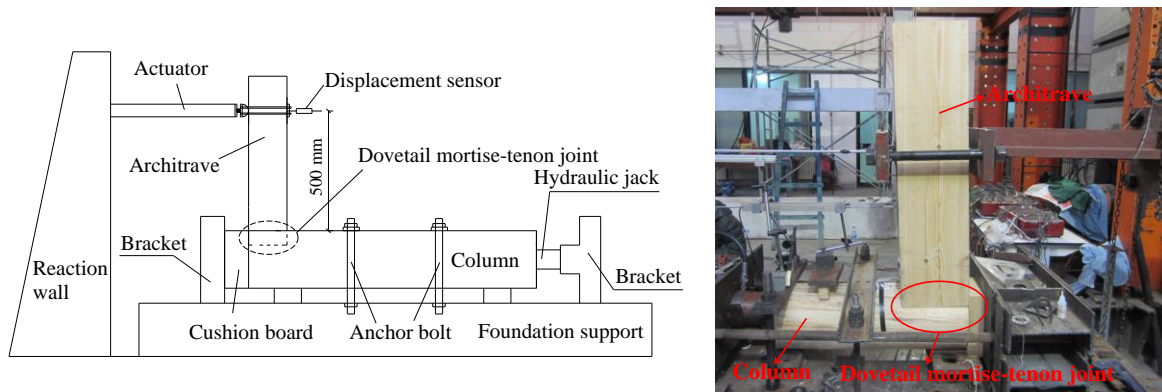 Actuator
Displacement sensor
Architrave
500 mm
Dovetail mortise-tenon joint
Hydraulic jack
Bracket
Column
Reaction
wall
Bracket
Cushion board
Anchor bolt
Foundation support
Architrave
Column
Dovetail mortise-tenon joint